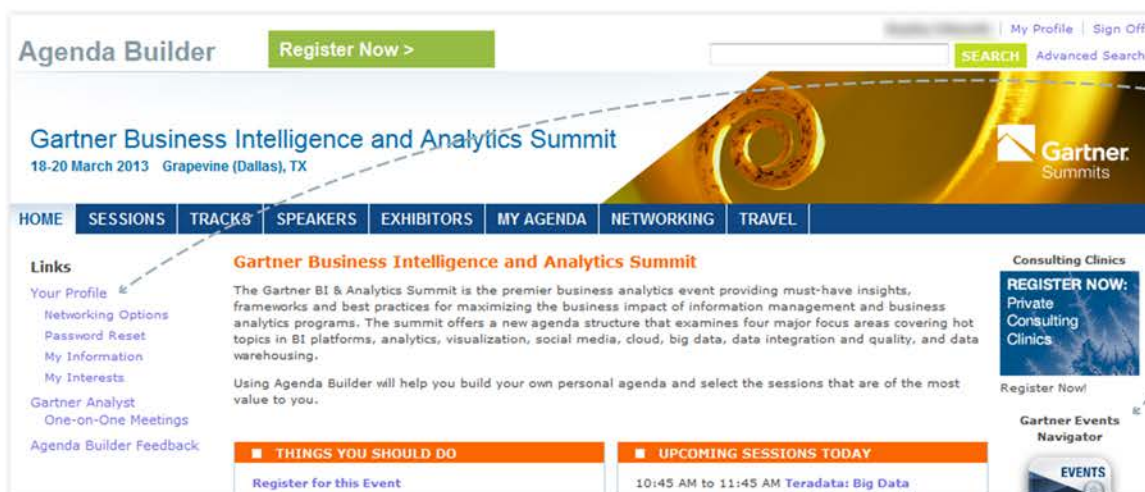 My Profile | Sign Off
Agenda Builder
Register Now >
SEARCH
Advanced Search
Gartner Business Intelligence and Analytics Summit
18-20 March 2013 Grapevine (Dallas), TX
Gartner.
Summits
HOME
SESSIONS
TRACKS
SPEAKERS
EXHIBITORS
MY AGENDA
NETWORKING
TRAVEL
Links
Your Profile
Networking Options
Password Reset
My Information
My Interests
Gartner Analyst
One-on-One Meetings
Agenda Builder Feedback
Gartner Business Intelligence and Analytics Summit
The Gartner BI & Analytics Summit is the premier business analytics event providing must-have insights,
frameworks and best practices for maximizing the business impact of information management and business
analytics programs. The summit offers a new agenda structure that examines four major focus areas covering hot
topics in BI platforms, analytics, visualization, social media, cloud, big data, data integration and quality, and data
warehousing.
Using Agenda Builder will help you build your own personal agenda and select the sessions that are of the most
value to you.
THINGS YOU SHOULD DO
Register for this Event
UPCOMING SESSIONS TODAY
10:45 AM to 11:45 AM Teradata: Big Data
Consulting Clinics
REGISTER NOW:
Private
Consulting
Clinics
Register Now!
Gartner Events
Navigator
EVENTS